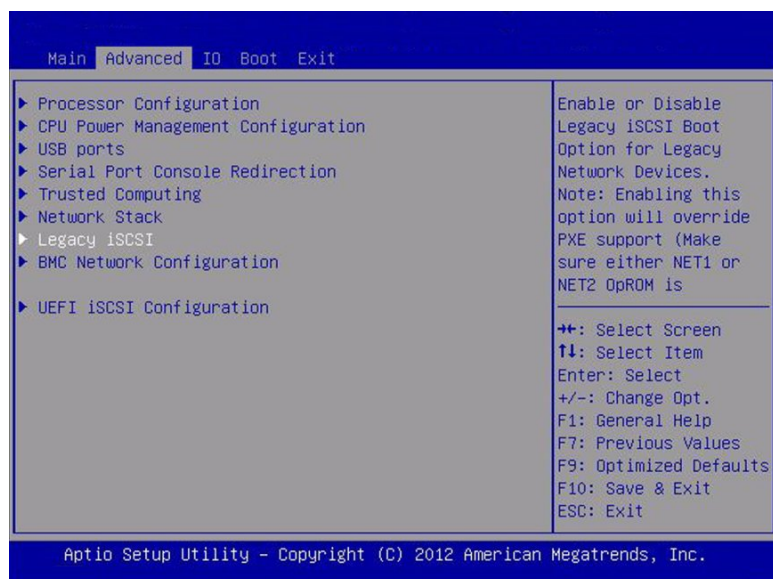 Main Advanced IO Boot Exit
▶ Processor Configuration
▶ CPU Power Management Configuration
▶ USB ports
▶ Serial Port Console Redirection
▶ Trusted Computing
▶ Network Stack
▶ Legacy iSCSI
▶ BMC Network Configuration
▶ UEFI iSCSI Configuration
Enable or Disable
Legacy iSCSI Boot
Option for Legacy
Network Devices.
Note: Enabling this
option will override
PXE support (Make
sure either NET1 or
NET2 OpROM is
→←: Select Screen
↑↓: Select Item
Enter: Select
+/-: Change Opt.
F1: General Help
F7: Previous Values
F9: Optimized Defaults
F10: Save & Exit
ESC: Exit
Aptio Setup Utility – Copyright (C) 2012 American Megatrends, Inc.